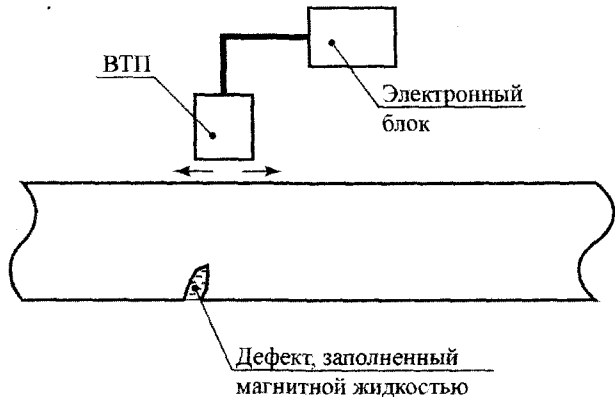 ВТП
Электронный
блок
Дефект, заполненный
магнитной жидкостью